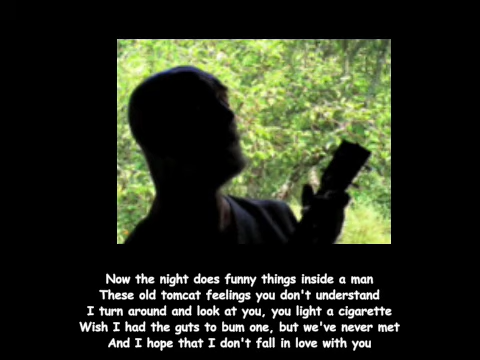 Now the night does funny things inside a man
These old tomcat feelings you don't understand
I turn around and look at you, you light a cigarette
Wish I had the guts to bum one, but we've never met
And I hope that I don't fall in love with you